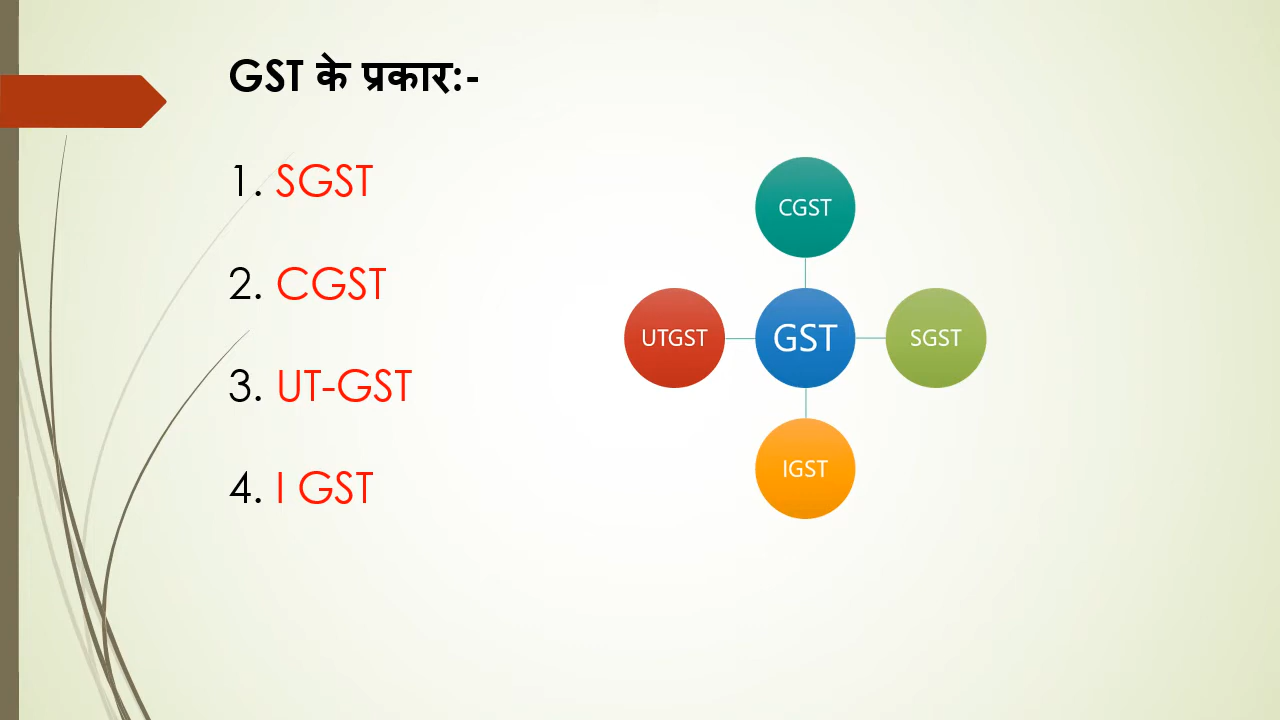 GST के प्रकार:-
1. SGST
2. CGST
3. UT-GST
4. I GST
CGST
UTGST
GST
SGST
IGST